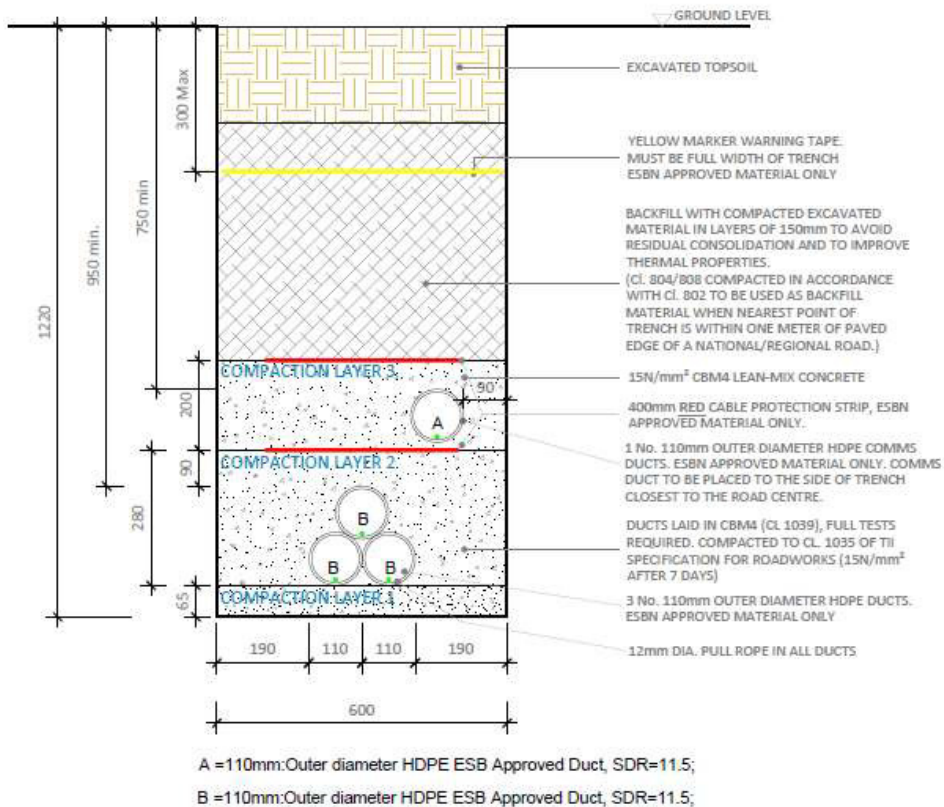 GROUND LEVEL
EXCAVATED TOPSOIL
300 Max
YELLOW MARKER WARNING TAPE.
MUST BE FULL WIDTH OF TRENCH
ESBN APPROVED MATERIAL ONLY
750 min
950 min.
1220
BACKFILL WITH COMPACTED EXCAVATED
MATERIAL IN LAYERS OF 150mm TO AVOID
RESIDUAL CONSOLIDATION AND TO IMPROVE
THERMAL PROPERTIES.
(Cl. 804/808 COMPACTED IN ACCORDANCE
WITH Cl. 802 TO BE USED AS BACKFILL
MATERIAL WHEN NEAREST POINT OF
TRENCH IS WITHIN ONE METER OF PAVED
EDGE OF A NATIONAL/REGIONAL ROAD.)
COMPACTION LAYER 3.
15N/mm² CBM4 LEAN-MIX CONCRETE
90
200
A
400mm RED CABLE PROTECTION STRIP, ESBN
APPROVED MATERIAL ONLY.
1 No. 110mm OUTER DIAMETER HDPE COMMS
DUCTS. ESBN APPROVED MATERIAL ONLY. COMMS
DUCT TO BE PLACED TO THE SIDE OF TRENCH
CLOSEST TO THE ROAD CENTRE.
COMPACTION LAYER 2.
90
280
B
B
B
DUCTS LAID IN CBM4 (CL 1039), FULL TESTS
REQUIRED. COMPACTED TO CL. 1035 OF TII
SPECIFICATION FOR ROADWORKS (15N/mm²
AFTER 7 DAYS)
COMPACTION LAYER 1
65
3 No. 110mm OUTER DIAMETER HDPE DUCTS.
ESBN APPROVED MATERIAL ONLY
12mm DIA. PULL ROPE IN ALL DUCTS
190
110
110
190
600
A =110mm:Outer diameter HDPE ESB Approved Duct, SDR=11.5;
B =110mm:Outer diameter HDPE ESB Approved Duct, SDR=11.5;